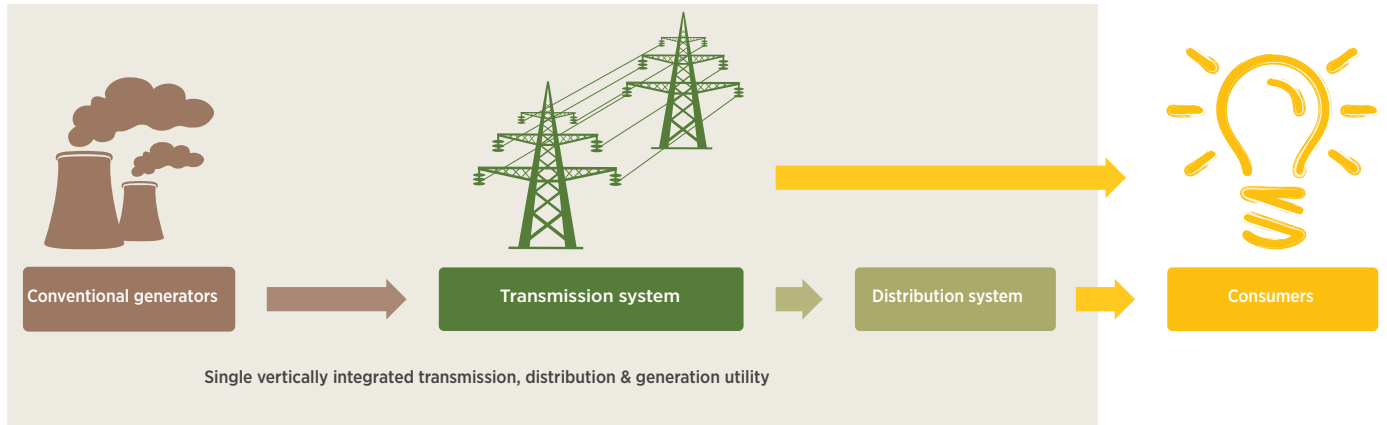 Conventional generators
Transmission system
Distribution system
Consumers
Single vertically integrated transmission, distribution & generation utility